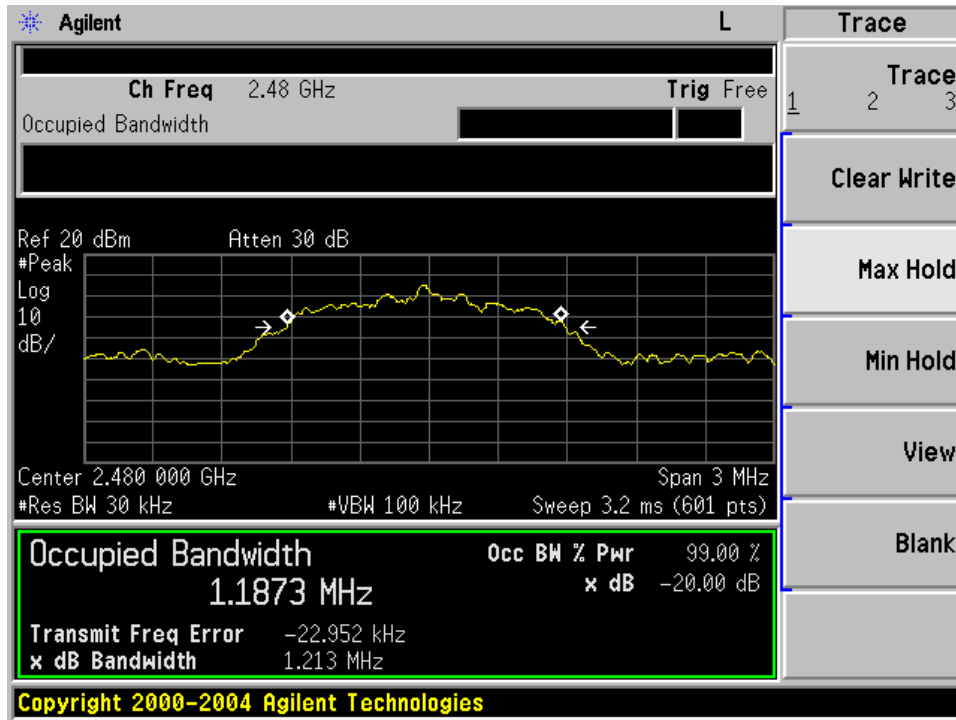 Agilent L Trace
Ch Freq 2.48 GHz Trig Free
Occupied Bandwidth
Trace
1 2 3
Clear Write
Max Hold
Min Hold
View
Blank
Ref 20 dBm Atten 30 dB
#Peak
Log
10
dB/
Center 2.480 000 GHz Span 3 MHz
#Res BW 30 kHz #VBW 100 kHz Sweep 3.2 ms (601 pts)
Occupied Bandwidth Occ BW % Pwr 99.00 %
1.1873 MHz x dB -20.00 dB
Transmit Freq Error -22.952 kHz
x dB Bandwidth 1.213 MHz
Copyright 2000-2004 Agilent Technologies